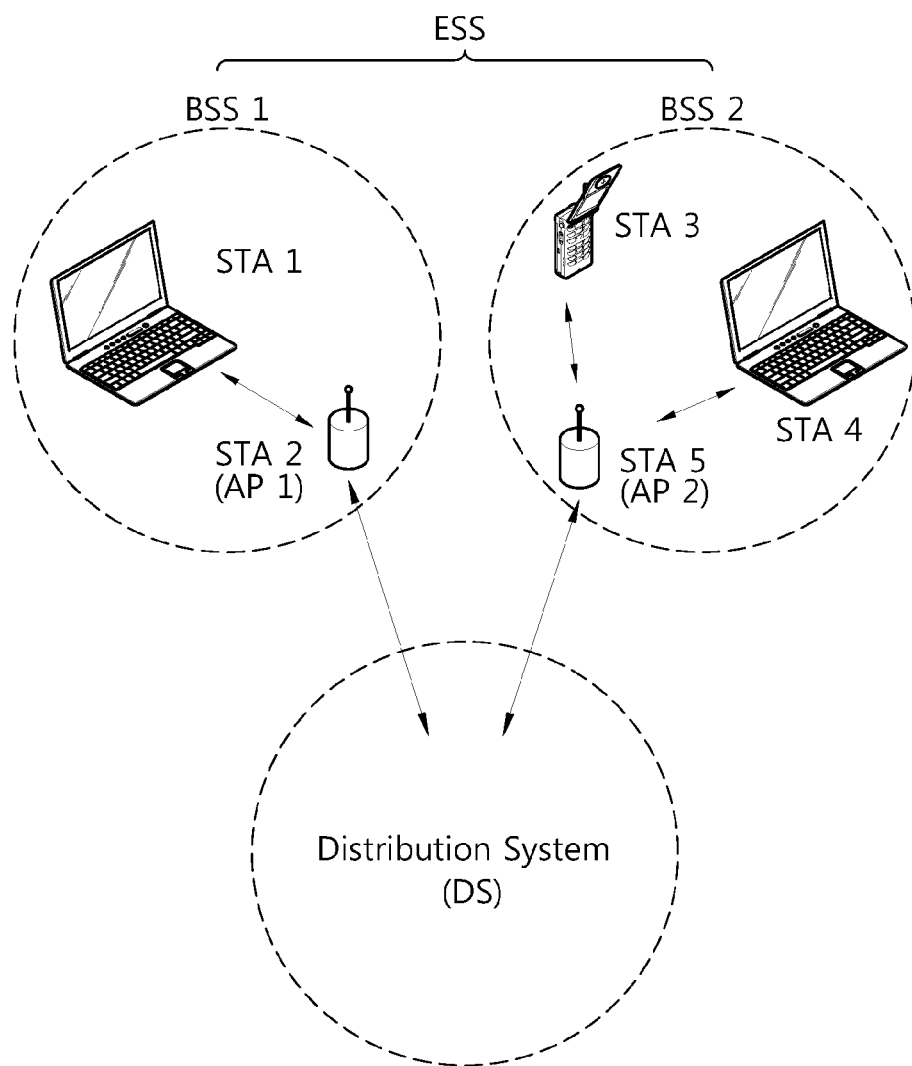 ESS
BSS 1
BSS 2
STA 1
STA 2
(AP 1)
STA 3
STA 4
STA 5
(AP 2)
Distribution System
(DS)